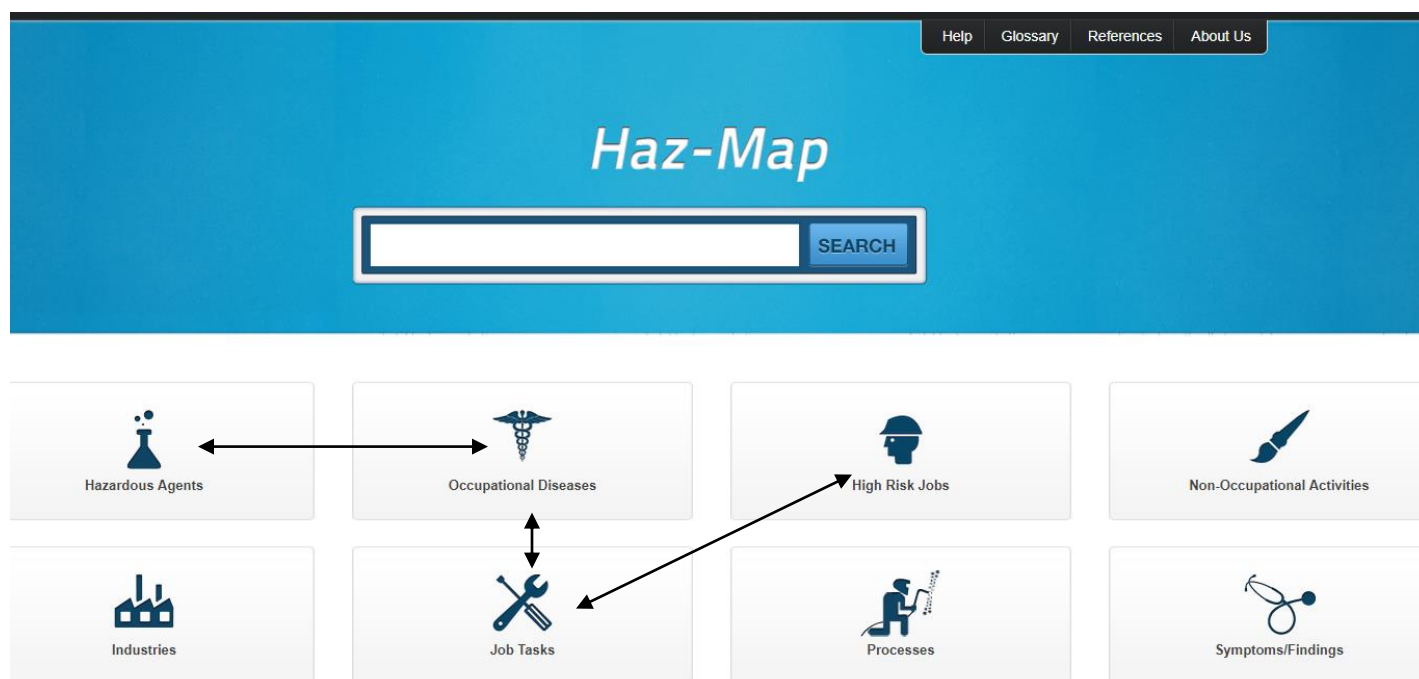 Help Glossary References About Us
Haz-Map
SEARCH
Hazardous Agents
Occupational Diseases
High Risk Jobs
Non-Occupational Activities
Industries
Job Tasks
Processes
Symptoms/Findings